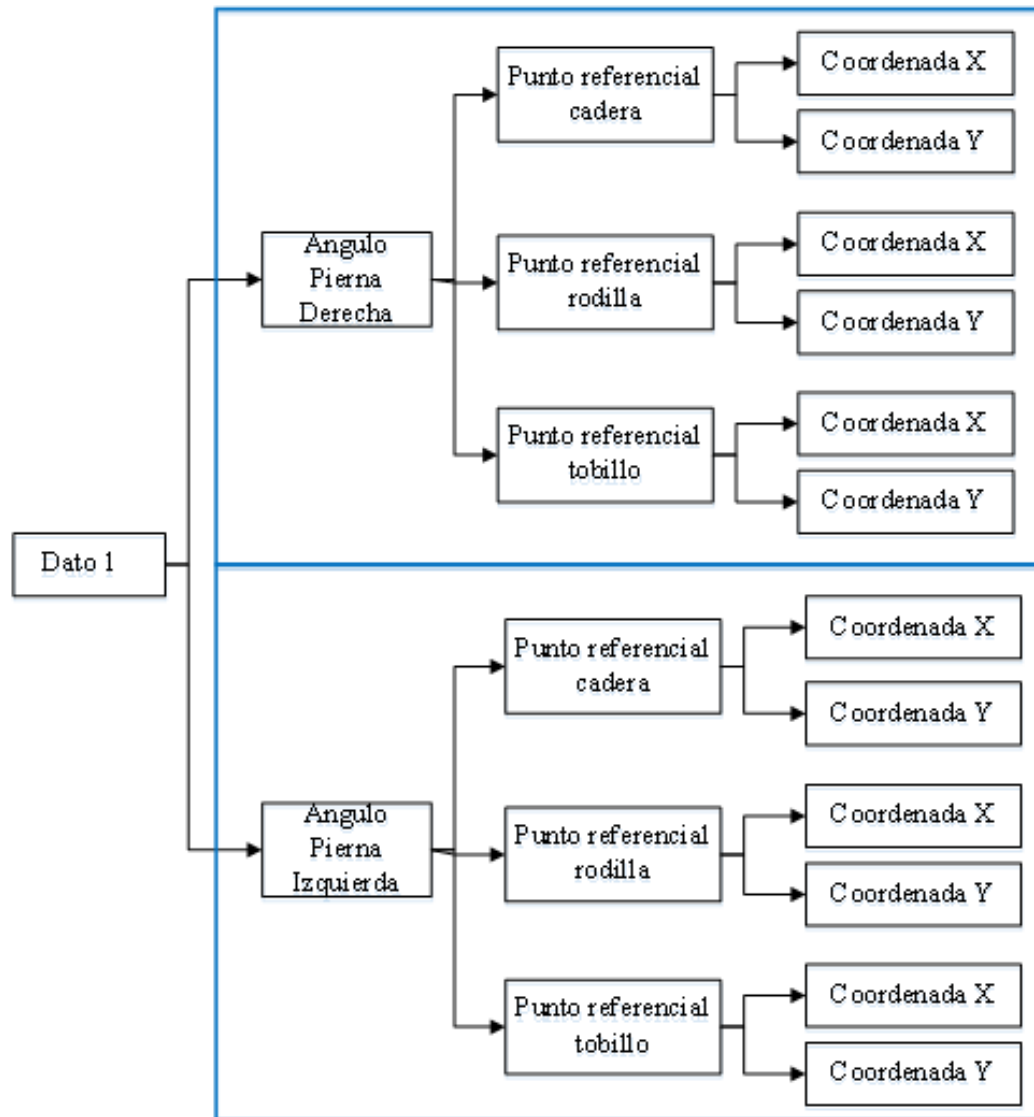 Punto referencial
cadera
Coordenada X
Coordenada Y
Angulo
Pierna
Derecha
Punto referencial
rodilla
Coordenada X
Coordenada Y
Punto referencial
tobillo
Coordenada X
Coordenada Y
Dato 1
Punto referencial
cadera
Coordenada X
Coordenada Y
Angulo
Pierna
Izquierda
Punto referencial
rodilla
Coordenada X
Coordenada Y
Punto referencial
tobillo
Coordenada X
Coordenada Y